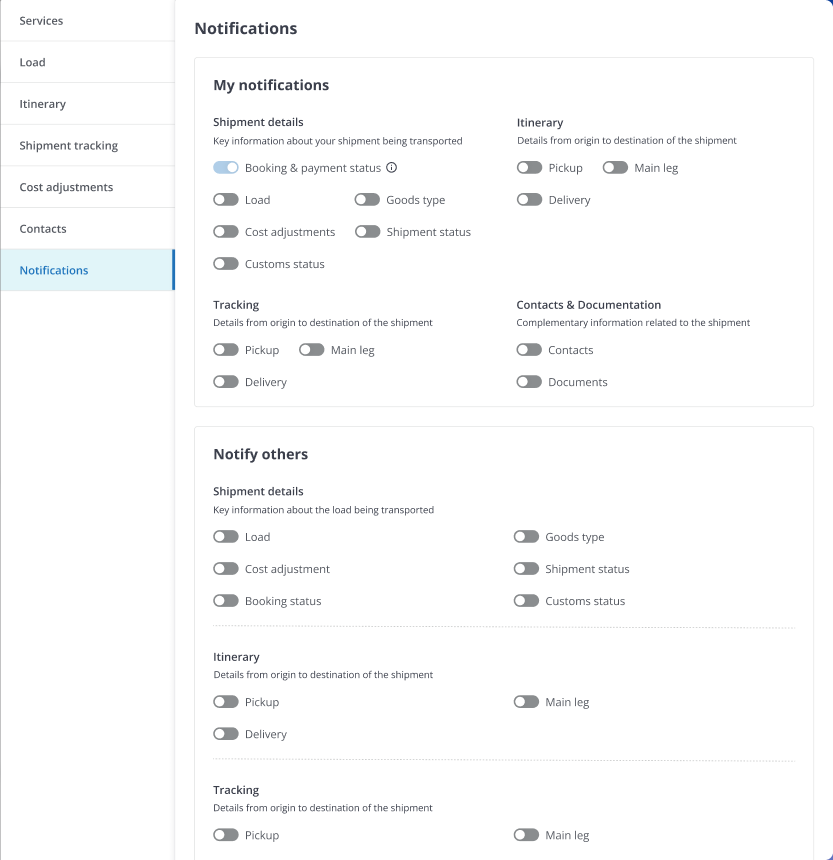 Services
Load
Itinerary
Shipment tracking
Cost adjustments
Contacts
Notifications
Notifications
My notifications
Shipment details
Key information about your shipment being transported
Booking & payment status
Load
Goods type
Cost adjustments
Shipment status
Customs status
Itinerary
Details from origin to destination of the shipment
Pickup
Main leg
Delivery
Tracking
Details from origin to destination of the shipment
Pickup
Main leg
Delivery
Contacts & Documentation
Complementary information related to the shipment
Contacts
Documents
Notify others
Shipment details
Key information about the load being transported
Load
Goods type
Cost adjustment
Shipment status
Booking status
Customs status
Itinerary
Details from origin to destination of the shipment
Pickup
Main leg
Delivery
Tracking
Details from origin to destination of the shipment
Pickup
Main leg